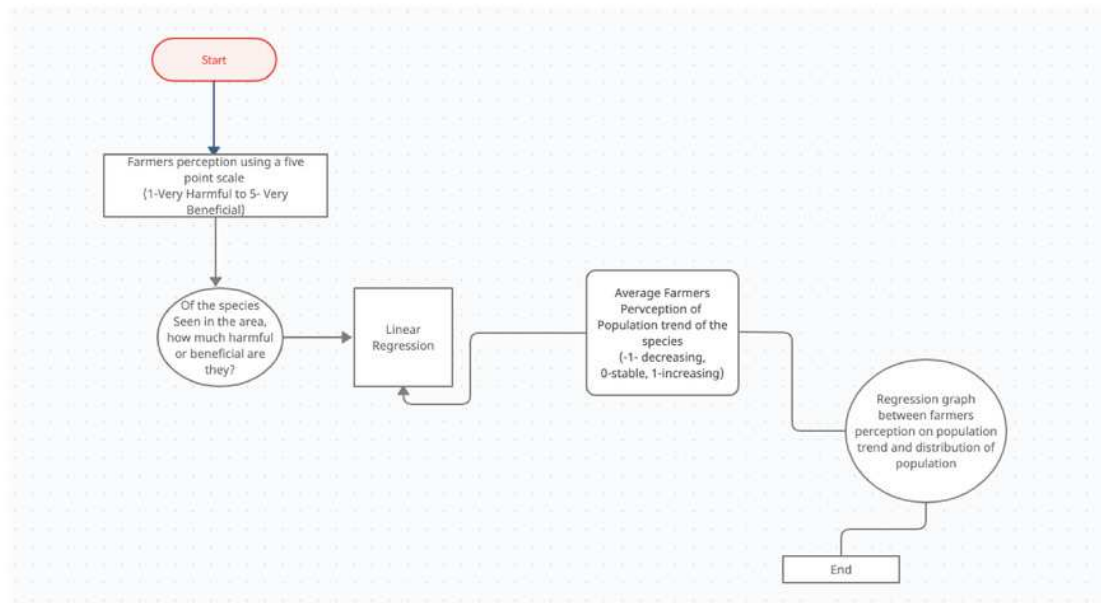 Start
Farmers perception using a five
point scale
(1-Very Harmful to 5- Very
Beneficial)
Of the species
Seen in the area,
how much harmful
or beneficial are
they?
Linear
Regression
Average Farmers
Pervception of
Population trend of the
species
(-1- decreasing,
0-stable, 1-increasing)
Regression graph
between farmers
perception on population
trend and distribution of
population
End